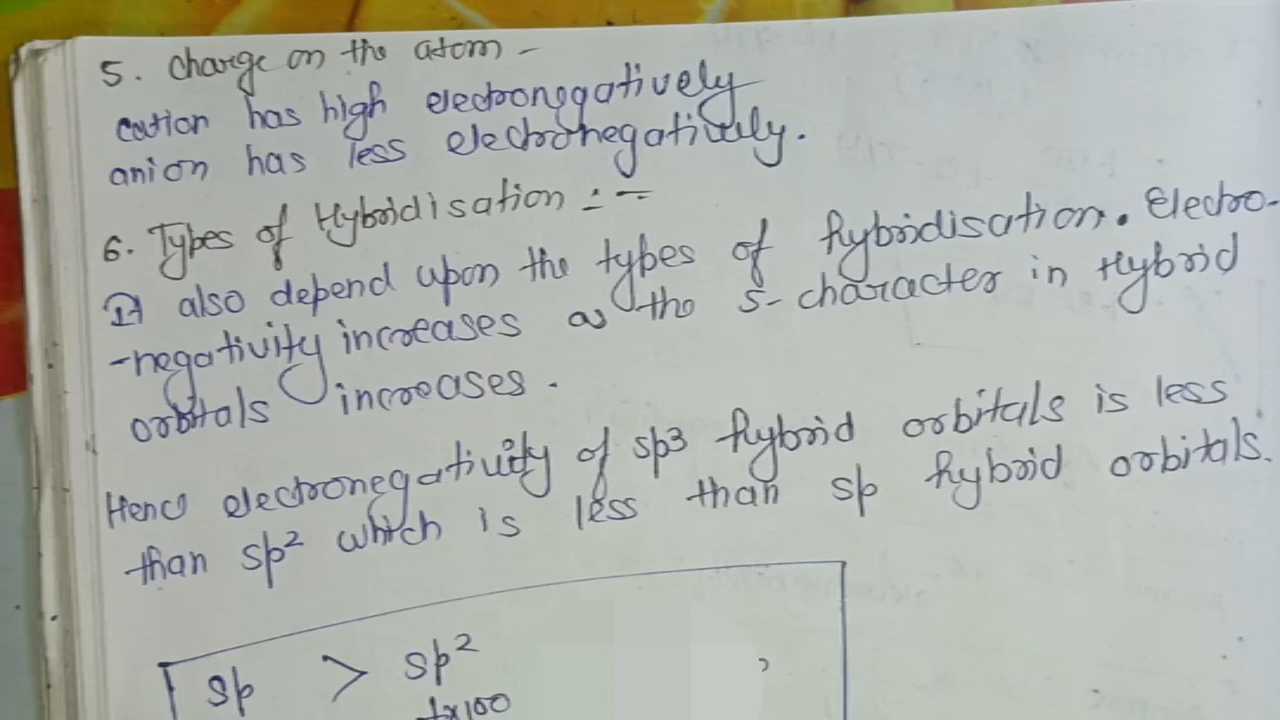 5. Charge on the atom -
cation has high electronegatively
anion has less electronegatively.
6. Types of Hybridisation : -
It also depend upon the types of hybridisation. Electro-
-negativity increases as the s-character in Hybrid
orbitals increases.
Hence electronegativity of sp3 hybrid orbitals is less
than sp² which is less than sp hybrid orbitals.
sp > sp²
1x100